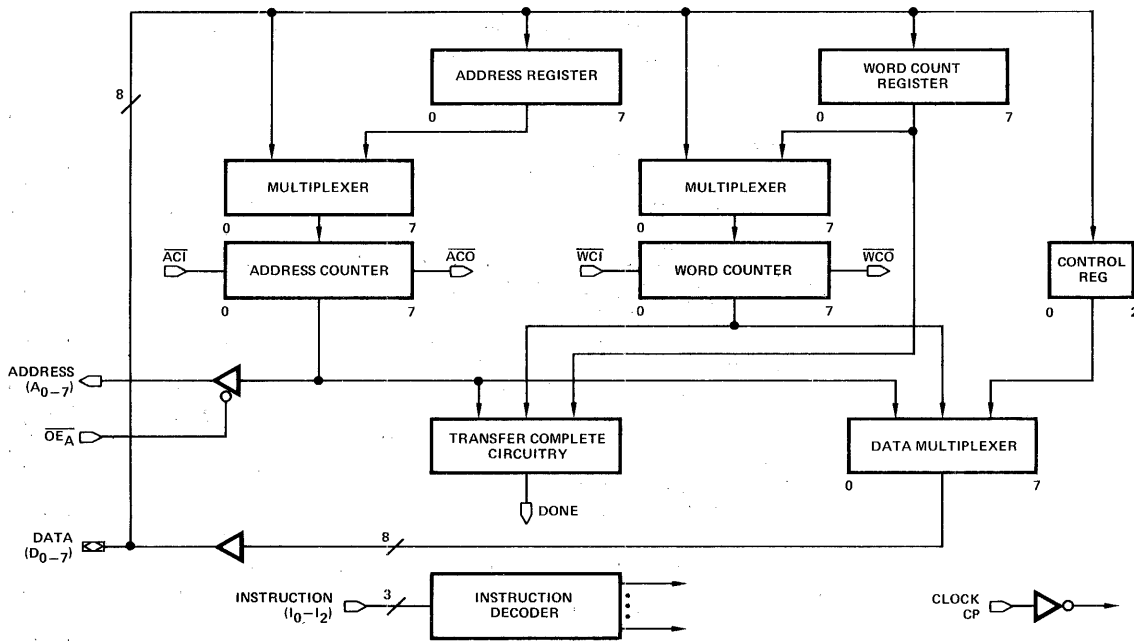 ADDRESS REGISTER
WORD COUNT
REGISTER
8
0 7
0 7
MULTIPLEXER
MULTIPLEXER
0 7
0 7
ACI
ADDRESS COUNTER
ACO
WCI
WORD COUNTER
WCO
CONTROL
REG
0 7
0 7
0 2
ADDRESS
(A0–7)
OEA
TRANSFER COMPLETE
CIRCUITRY
DATA MULTIPLEXER
0 7
DONE
DATA
(D0–7)
8
INSTRUCTION
(I0–I2)
3
INSTRUCTION
DECODER
CLOCK
CP